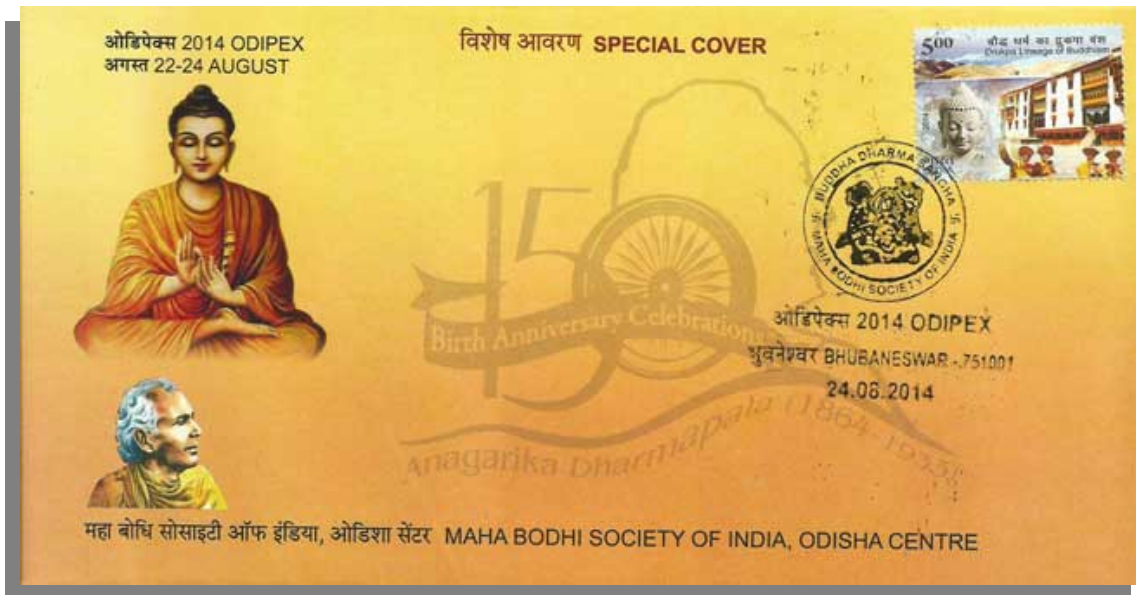 ओडिपेक्स 2014 ODIPEX
अगस्त 22-24 AUGUST
विशेष आवरण SPECIAL COVER
5.00
बौद्ध धर्म का द्रुकपा वंश
Drukpa Lineage of Buddhism
BUDDHA DHARMA SANGHA
MAHA BODHI SOCIETY OF INDIA
ओडिपेक्स 2014 ODIPEX
भुवनेश्वर BHUBANESWAR - 751001
24.08.2014
150
Birth Anniversary Celebration
Anagarika Dharmapala (1864-1933)
महा बोधि सोसाइटी ऑफ इंडिया, ओडिशा सेंटर MAHA BODHI SOCIETY OF INDIA, ODISHA CENTRE